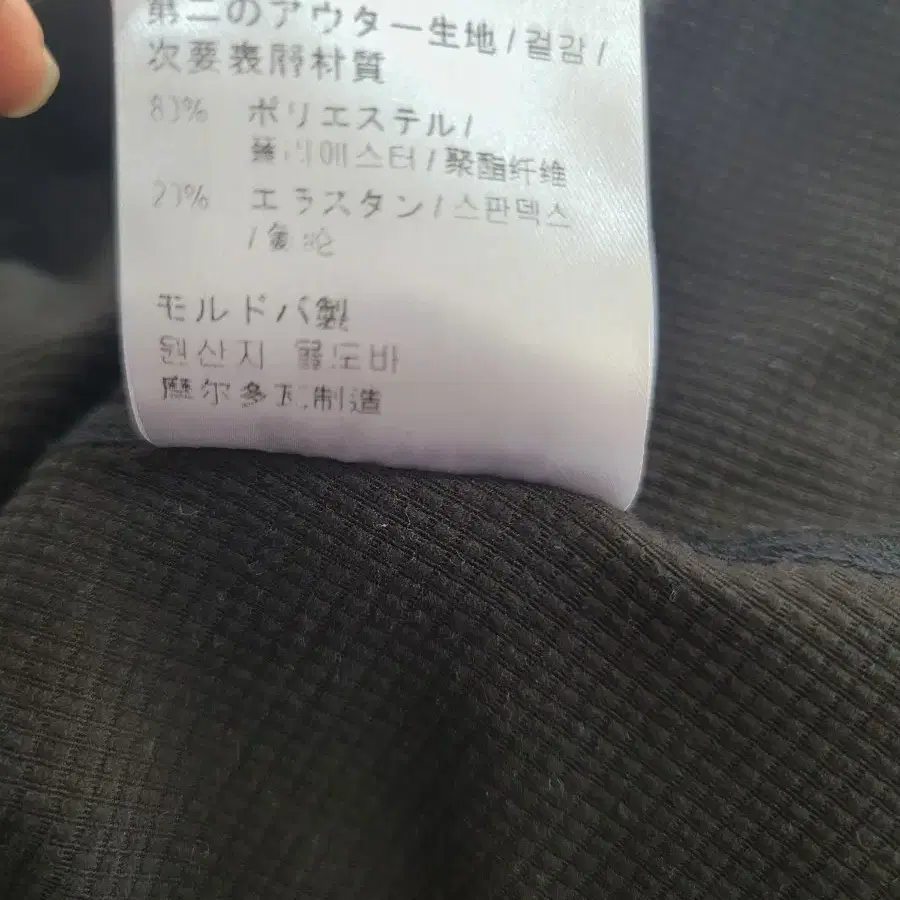 第二のアウター生地/겉감/
次要表層材質
80% ポリエステル/
폴리에스터/聚酯纤维
20% エラスタン/스판덱스
/氨纶
モルドバ製
원산지 몰도바
摩尔多瓦制造